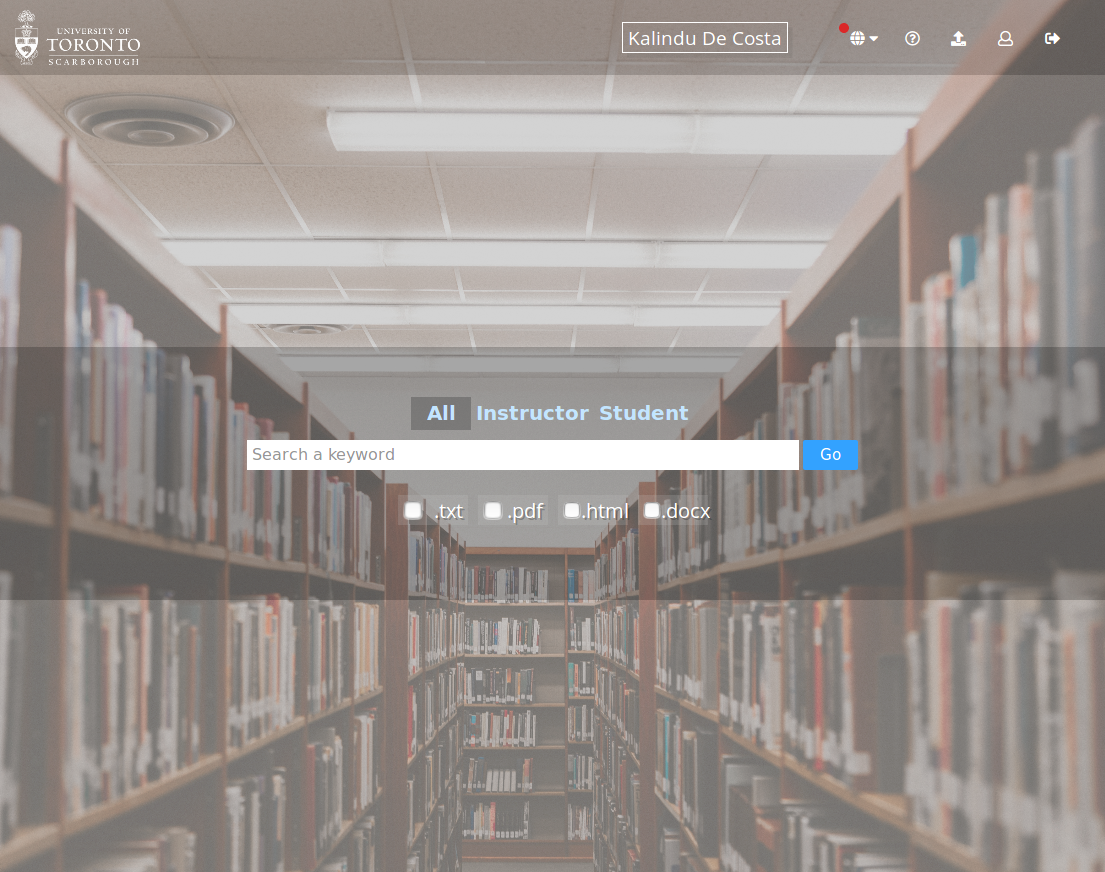 UNIVERSITY OF
TORONTO
SCARBOROUGH
Kalindu De Costa
All Instructor Student
Search a keyword Go
.txt .pdf .html .docx